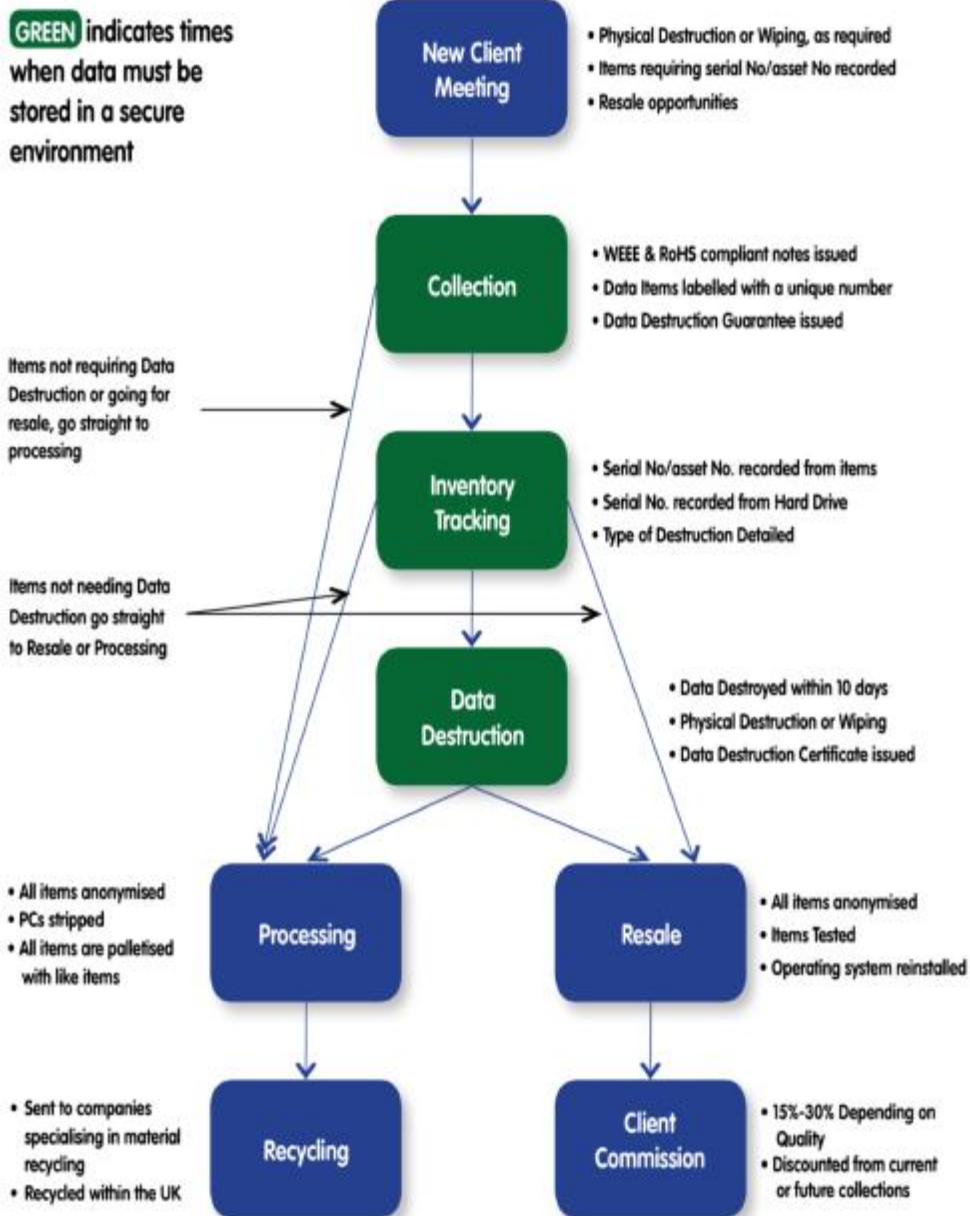 GREEN indicates times
when data must be
stored in a secure
environment
New Client
Meeting
• Physical Destruction or Wiping, as required
• Items requiring serial No/asset No recorded
• Resale opportunities
Collection
• WEEE & RoHS compliant notes issued
• Data Items labelled with a unique number
• Data Destruction Guarantee issued
Items not requiring Data
Destruction or going for
resale, go straight to
processing
Inventory
Tracking
• Serial No/asset No. recorded from items
• Serial No. recorded from Hard Drive
• Type of Destruction Detailed
Items not needing Data
Destruction go straight
to Resale or Processing
Data
Destruction
• Data Destroyed within 10 days
• Physical Destruction or Wiping
• Data Destruction Certificate issued
• All items anonymised
• PCs stripped
• All items are palletised
with like items
Processing
Resale
• All items anonymised
• Items Tested
• Operating system reinstalled
• Sent to companies
specialising in material
recycling
• Recycled within the UK
Recycling
Client
Commission
• 15%-30% Depending on
Quality
• Discounted from current
or future collections